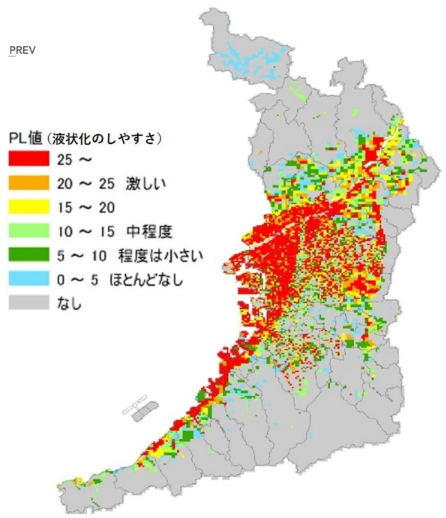 PREV
PL値 (液状化のしやすさ)
25 ~
20 ~ 25 激しい
15 ~ 20
10 ~ 15 中程度
5 ~ 10 程度は小さい
0 ~ 5 ほとんどなし
なし